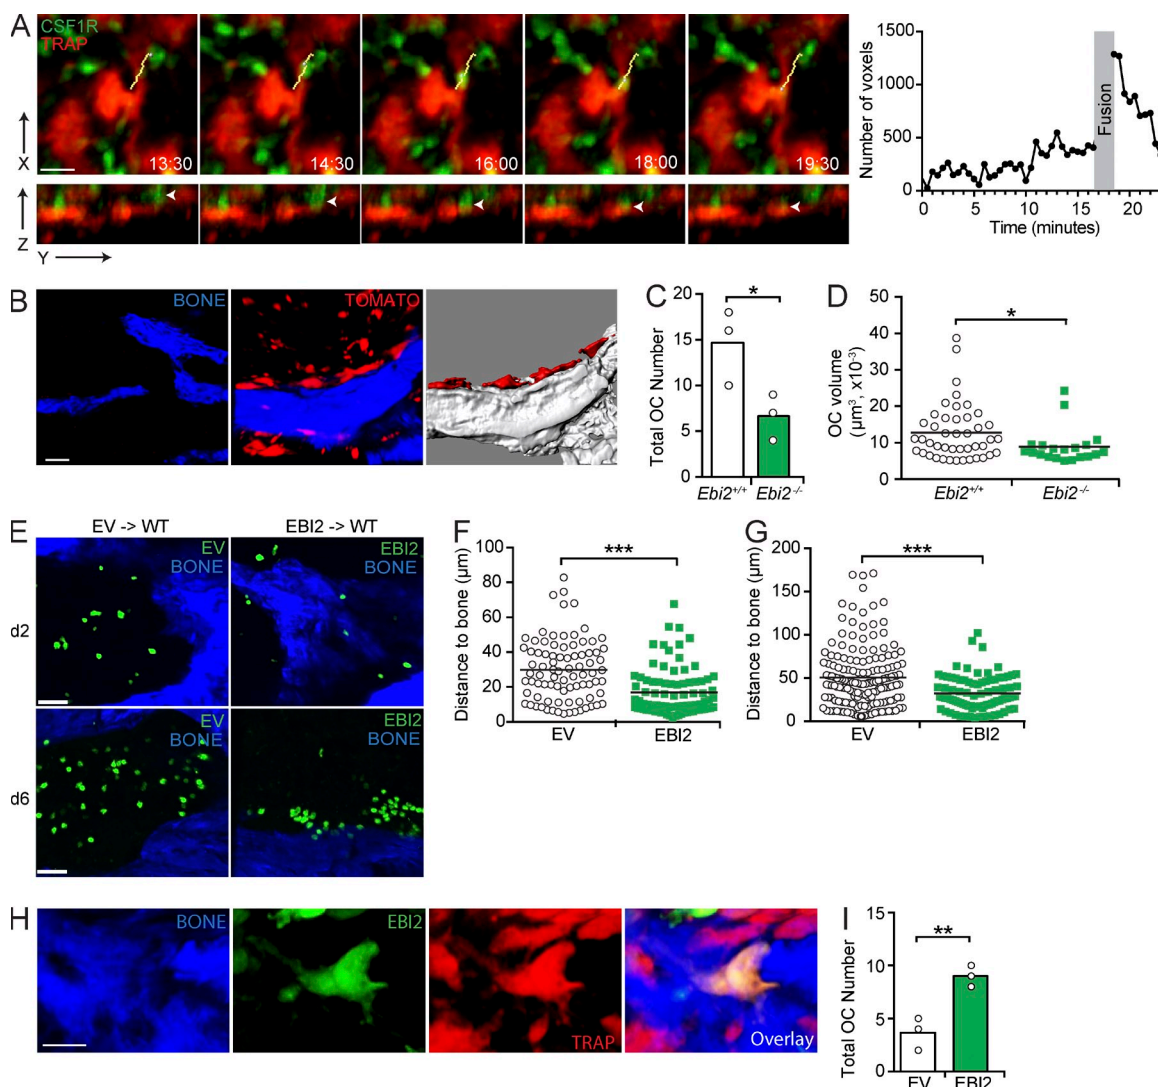 A
CSF1R
TRAP
X
13:30
14:30
16:00
18:00
19:30
Z
Y
Number of voxels
1500
1000
500
0
Fusion
0 5 10 15 20
Time (minutes)
B
BONE
TOMATO
C
Total OC Number
20
15
10
5
0
*
Ebi2+/+ Ebi2-/-
D
OC volume
(µm³, x10-3)
50
40
30
20
10
0
*
Ebi2+/+ Ebi2-/-
E
EV -> WT
EBI2 -> WT
d2
EV
BONE
EBI2
BONE
d6
EV
BONE
EBI2
BONE
F
Distance to bone (µm)
100
80
60
40
20
0
***
EV EBI2
G
Distance to bone (µm)
200
150
100
50
0
***
EV EBI2
H
BONE
EBI2
TRAP
Overlay
I
Total OC Number
15
10
5
0
**
EV EBI2